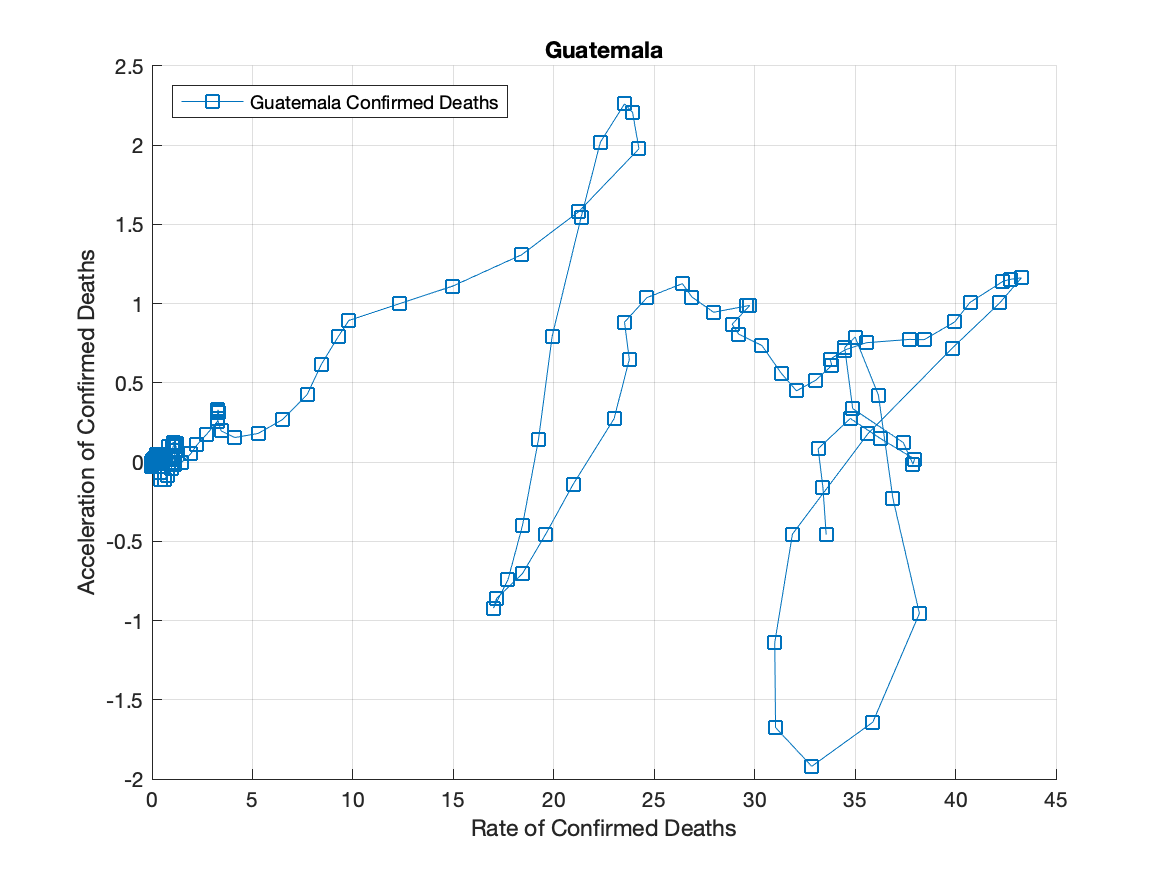 Guatemala
Guatemala Confirmed Deaths
Acceleration of Confirmed Deaths
2.5
2
1.5
1
0.5
0
-0.5
-1
-1.5
-2
0 5 10 15 20 25 30 35 40 45
Rate of Confirmed Deaths